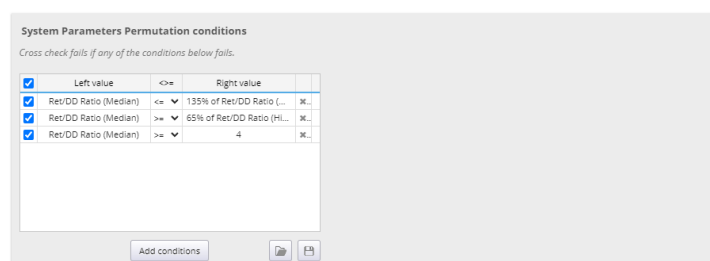 System Parameters Permutation conditions
Cross check fails if any of the conditions below fails.
Left value <>= Right value
Ret/DD Ratio (Median) <= 135% of Ret/DD Ratio (...
Ret/DD Ratio (Median) >= 65% of Ret/DD Ratio (Hi...
Ret/DD Ratio (Median) >= 4
Add conditions